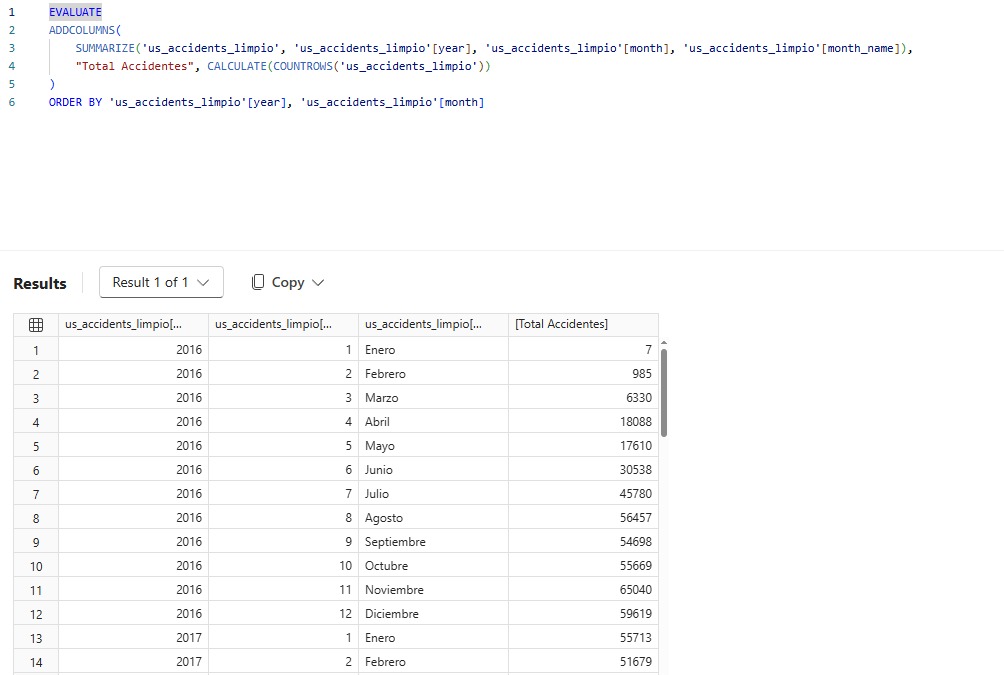 1 EVALUATE
2 ADDCOLUMNS(
3 SUMMARIZE('us_accidents_limpio', 'us_accidents_limpio'[year], 'us_accidents_limpio'[month], 'us_accidents_limpio'[month_name]),
4 "Total Accidentes", CALCULATE(COUNTROWS('us_accidents_limpio'))
5 )
6 ORDER BY 'us_accidents_limpio'[year], 'us_accidents_limpio'[month]
Results Result 1 of 1 Copy
us_accidents_limpio[... us_accidents_limpio[... us_accidents_limpio[... [Total Accidentes]
1 2016 1 Enero 7
2 2016 2 Febrero 985
3 2016 3 Marzo 6330
4 2016 4 Abril 18088
5 2016 5 Mayo 17610
6 2016 6 Junio 30538
7 2016 7 Julio 45780
8 2016 8 Agosto 56457
9 2016 9 Septiembre 54698
10 2016 10 Octubre 55669
11 2016 11 Noviembre 65040
12 2016 12 Diciembre 59619
13 2017 1 Enero 55713
14 2017 2 Febrero 51679